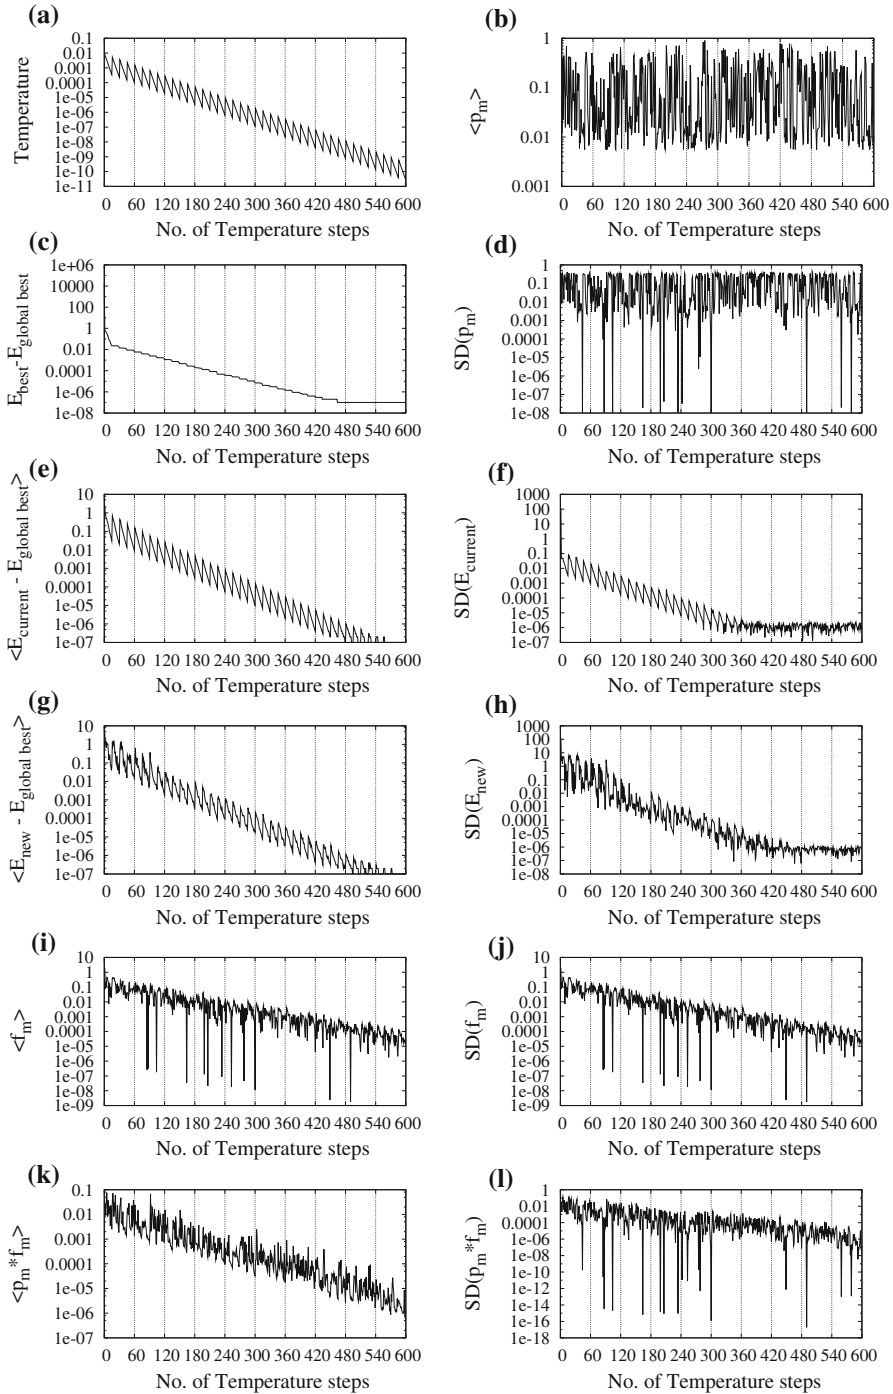 (a)
Temperature
0.1
0.01
0.001
0.0001
1e-05
1e-06
1e-07
1e-08
1e-09
1e-10
1e-11
0 60 120 180 240 300 360 420 480 540 600
No. of Temperature steps
(b)
<p_m>
1
0.1
0.01
0.001
0 60 120 180 240 300 360 420 480 540 600
No. of Temperature steps
(c)
E_best-E_global best
1e+06
10000
100
1
0.01
0.0001
1e-06
1e-08
0 60 120 180 240 300 360 420 480 540 600
No. of Temperature steps
(d)
SD(p_m)
1
0.1
0.01
0.001
0.0001
1e-05
1e-06
1e-07
1e-08
0 60 120 180 240 300 360 420 480 540 600
No. of Temperature steps
(e)
<E_current - E_global best>
10
1
0.1
0.01
0.001
0.0001
1e-05
1e-06
1e-07
0 60 120 180 240 300 360 420 480 540 600
No. of Temperature steps
(f)
SD(E_current)
1000
100
10
1
0.1
0.01
0.001
0.0001
1e-05
1e-06
1e-07
0 60 120 180 240 300 360 420 480 540 600
No. of Temperature steps
(g)
<E_new - E_global best>
10
1
0.1
0.01
0.001
0.0001
1e-05
1e-06
1e-07
0 60 120 180 240 300 360 420 480 540 600
No. of Temperature steps
(h)
SD(E_new)
1000
100
10
1
0.1
0.01
0.001
0.0001
1e-05
1e-06
1e-07
1e-08
0 60 120 180 240 300 360 420 480 540 600
No. of Temperature steps
(i)
<f_m>
10
1
0.1
0.01
0.001
0.0001
1e-05
1e-06
1e-07
1e-08
1e-09
0 60 120 180 240 300 360 420 480 540 600
No. of Temperature steps
(j)
SD(f_m)
10
1
0.1
0.01
0.001
0.0001
1e-05
1e-06
1e-07
1e-08
1e-09
0 60 120 180 240 300 360 420 480 540 600
No. of Temperature steps
(k)
<p_m*f_m>
0.1
0.01
0.001
0.0001
1e-05
1e-06
1e-07
0 60 120 180 240 300 360 420 480 540 600
No. of Temperature steps
(l)
SD(p_m*f_m)
1
0.01
0.0001
1e-06
1e-08
1e-10
1e-12
1e-14
1e-16
1e-18
0 60 120 180 240 300 360 420 480 540 600
No. of Temperature steps